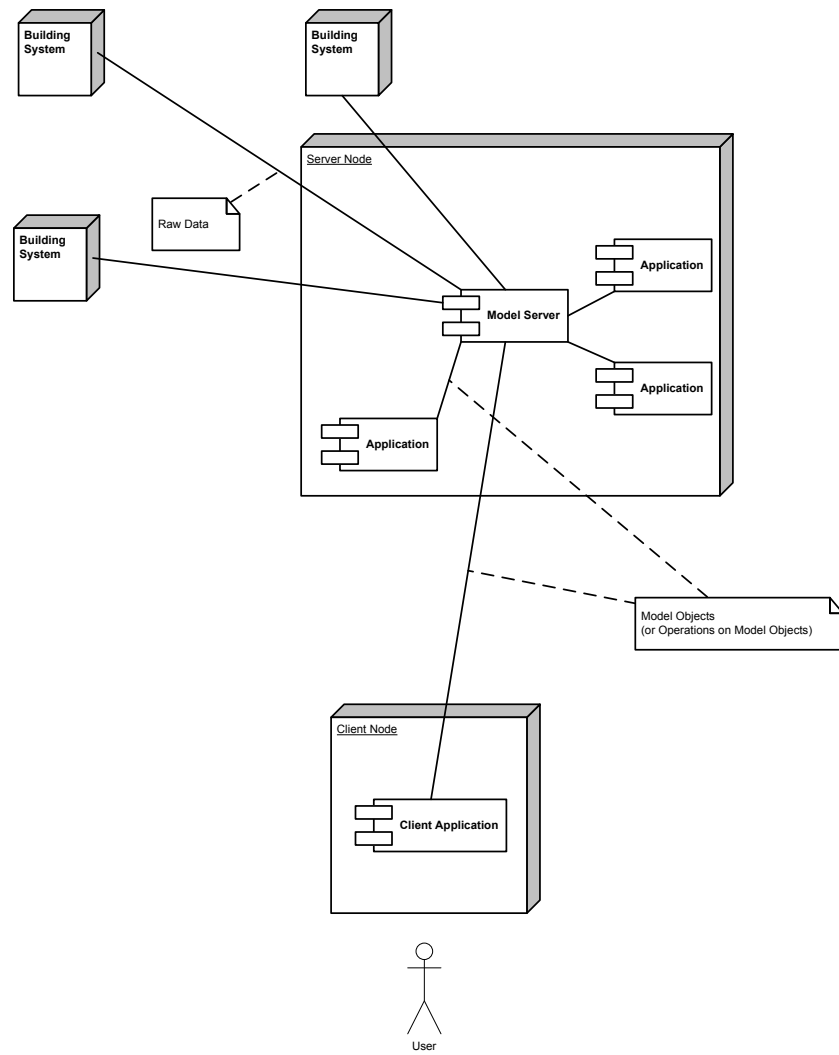 Building
System
Building
System
Server Node
Raw Data
Building
System
Application
Model Server
Application
Application
Model Objects
(or Operations on Model Objects)
Client Node
Client Application
User